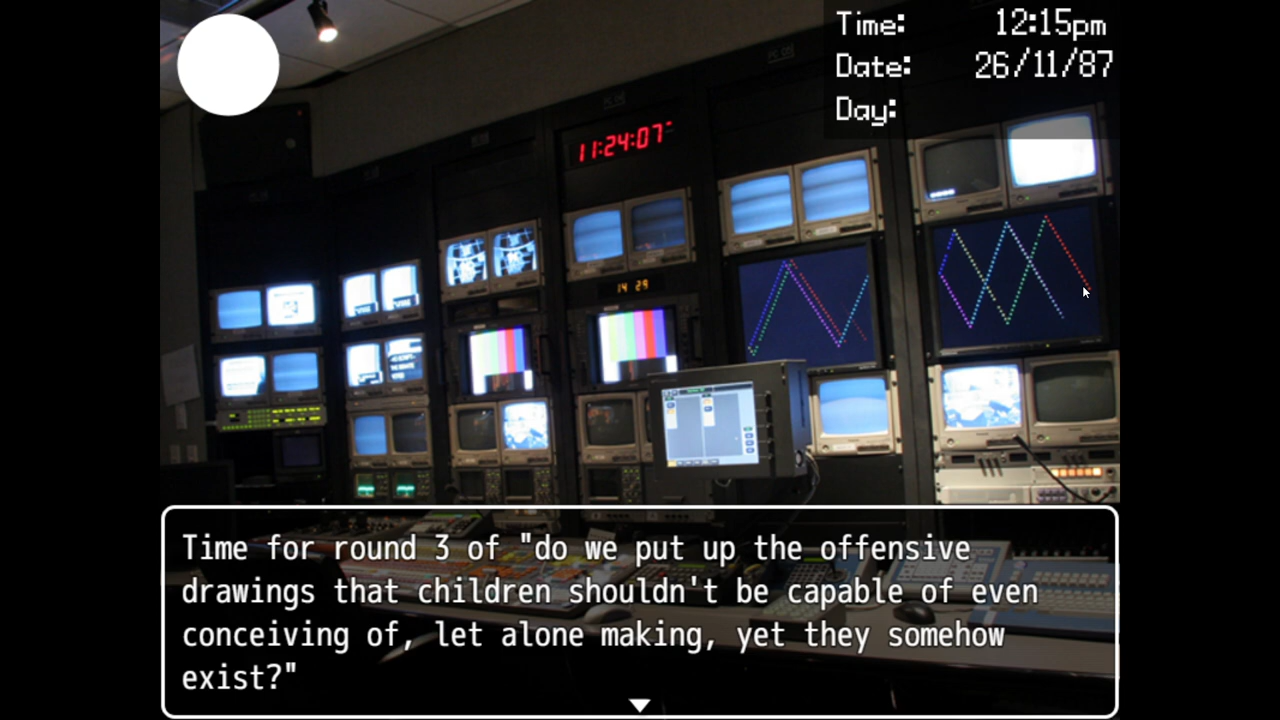 Time: 12:15pm
Date: 26/11/87
Day:
11:24:07
14 29
Time for round 3 of "do we put up the offensive
drawings that children shouldn't be capable of even
conceiving of, let alone making, yet they somehow
exist?"